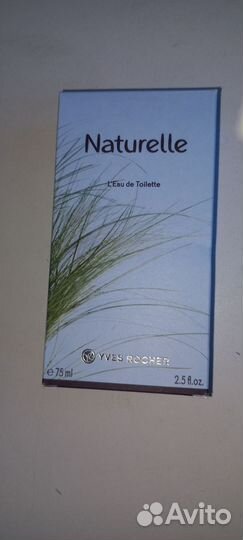 Naturelle
L'Eau de Toilette
YVES ROCHER
e 75 ml 2.5 fl.oz.
Avito